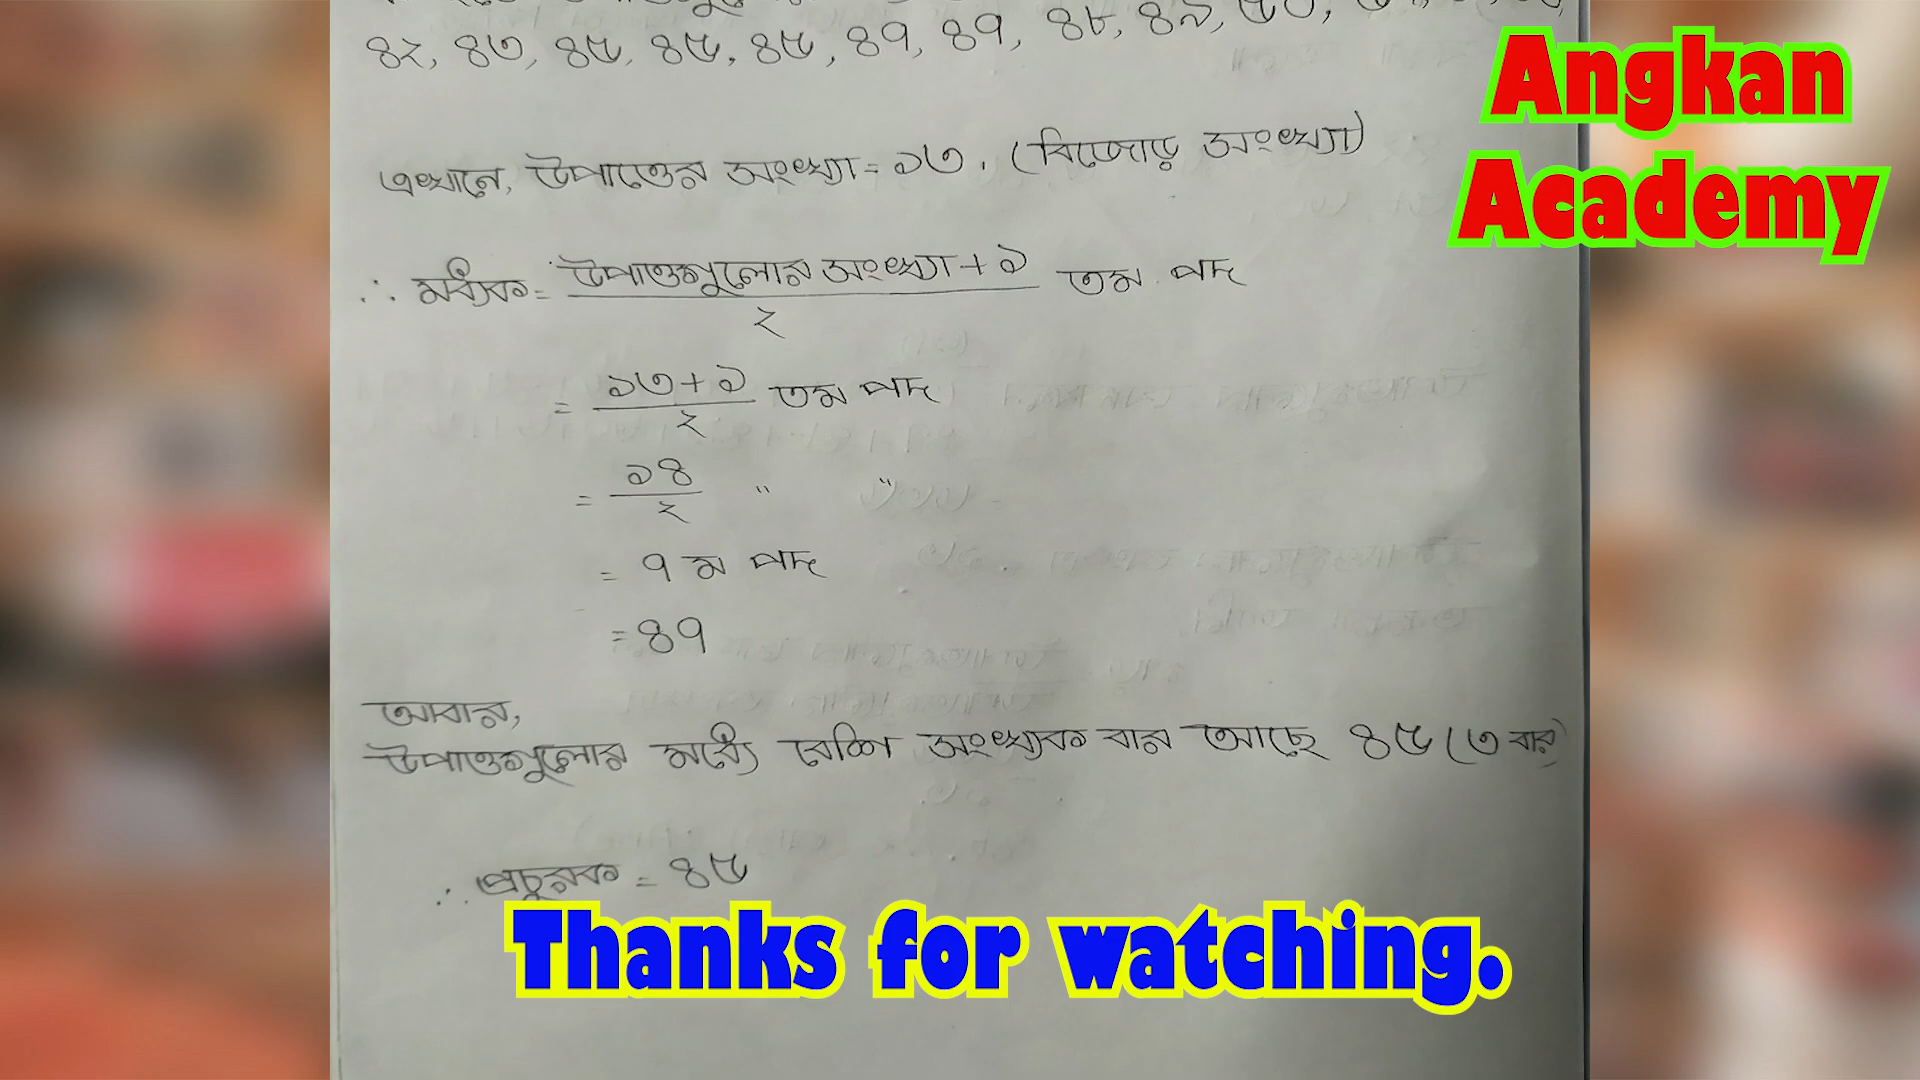 ৪২, ৪৩, ৪৫, ৪৫, ৪৫, ৪৭, ৪৭, ৪৮, ৪৯, ৫০,
এখানে, উপাত্তের সংখ্যা = ১৩. (বিজোড় সংখ্যা)
∴ মধ্যক = উপাত্তগুলোর সংখ্যা + ১ তম পদ
২
= ১৩ + ১ তম পদ
২
= ১৪ " "
২
= ৭ ম পদ
= ৪৭
আবার,
উপাত্তগুলোর মধ্যে বেশি সংখ্যক বার আছে ৪৫ (৩ বার)
∴ প্রচুরক = ৪৫
Angkan
Academy
Thanks for watching.